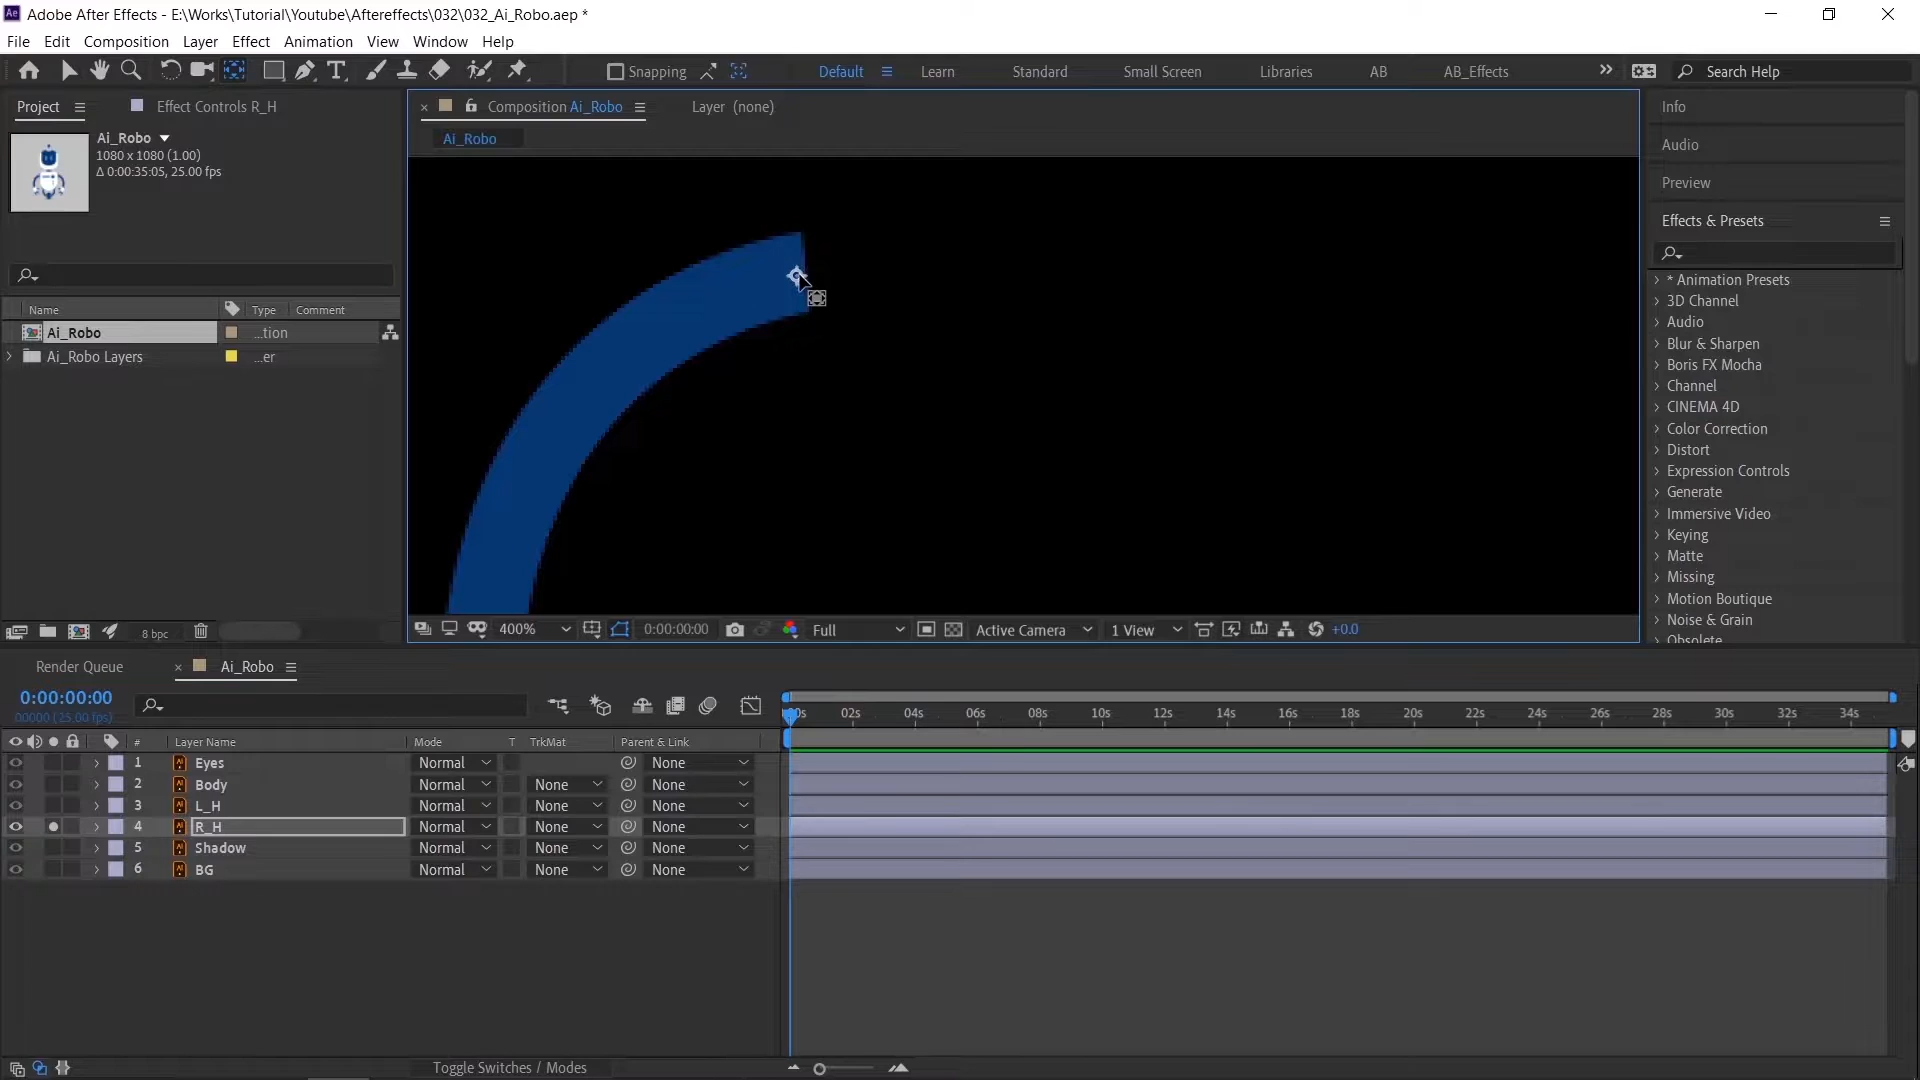 Adobe After Effects - E:\Works\Tutorial\Youtube\Aftereffects\032\032_Ai_Robo.aep *
File Edit Composition Layer Effect Animation View Window Help
Snapping Default Learn Standard Small Screen Libraries AB AB_Effects Search Help
Project Effect Controls R_H
Ai_Robo
1080 x 1080 (1.00)
Δ 0:00:35:05, 25.00 fps
Name Type Comment
Ai_Robo ...tion
Ai_Robo Layers ...er
8 bpc
Composition Ai_Robo Layer (none)
Ai_Robo
400% 0:00:00:00 Full Active Camera 1 View +0.0
Info
Audio
Preview
Effects & Presets
* Animation Presets
3D Channel
Audio
Blur & Sharpen
Boris FX Mocha
Channel
CINEMA 4D
Color Correction
Distort
Expression Controls
Generate
Immersive Video
Keying
Matte
Missing
Motion Boutique
Noise & Grain
Obsolete
Render Queue Ai_Robo
0:00:00:00
00000 (25.00 fps)
02s 04s 06s 08s 10s 12s 14s 16s 18s 20s 22s 24s 26s 28s 30s 32s 34s
# Layer Name Mode T TrkMat Parent & Link
1 Eyes Normal None
2 Body Normal None None
3 L_H Normal None None
4 R_H Normal None None
5 Shadow Normal None None
6 BG Normal None None
Toggle Switches / Modes